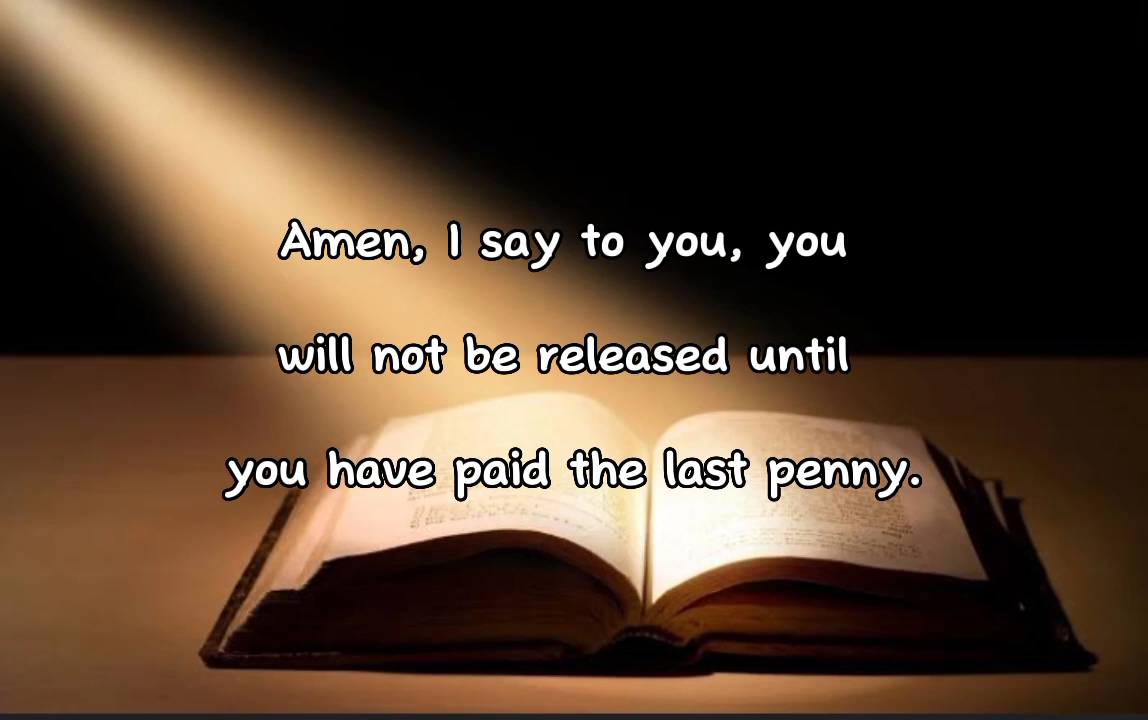 Amen, I say to you, you
will not be released until
you have paid the last penny.